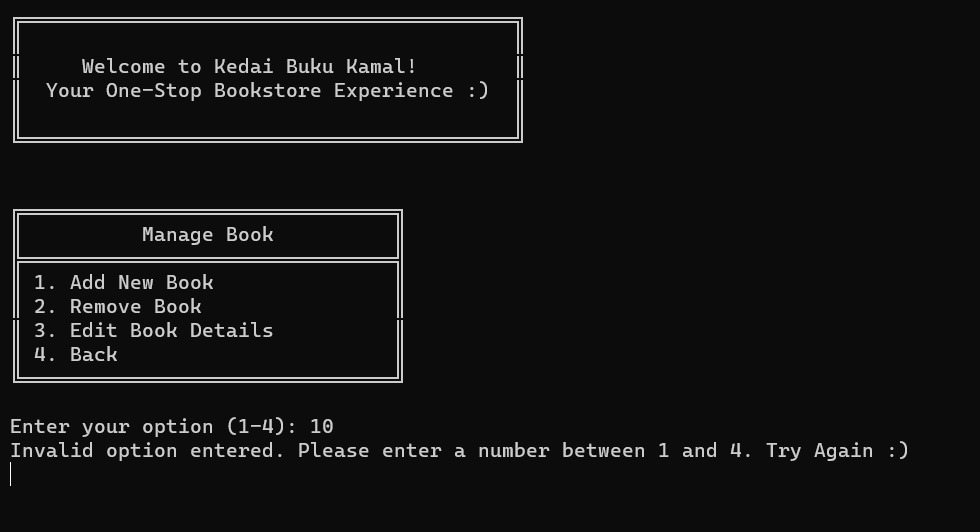 Welcome to Kedai Buku Kamal!
Your One-Stop Bookstore Experience :)
Manage Book
1. Add New Book
2. Remove Book
3. Edit Book Details
4. Back
Enter your option (1-4): 10
Invalid option entered. Please enter a number between 1 and 4. Try Again :)